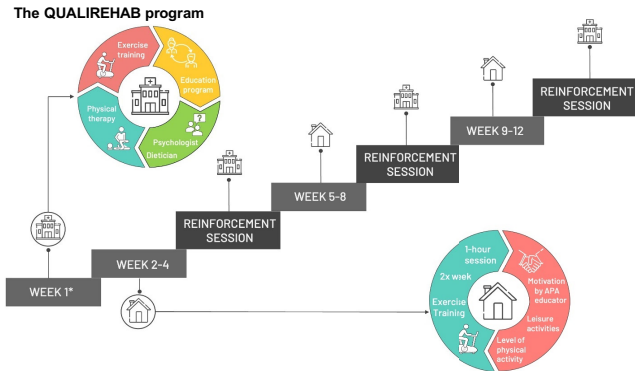 The QUALIREHAB program
Exercise
training
Education
program
Physical
therapy
Psychologist
Dietician
WEEK 1*
WEEK 2-4
REINFORCEMENT
SESSION
WEEK 5-8
REINFORCEMENT
SESSION
WEEK 9-12
REINFORCEMENT
SESSION
1-hour
session
2x week
Exercise
Training
Motivation
by APA
educator
Leisure
activities
Level of
physical
activity